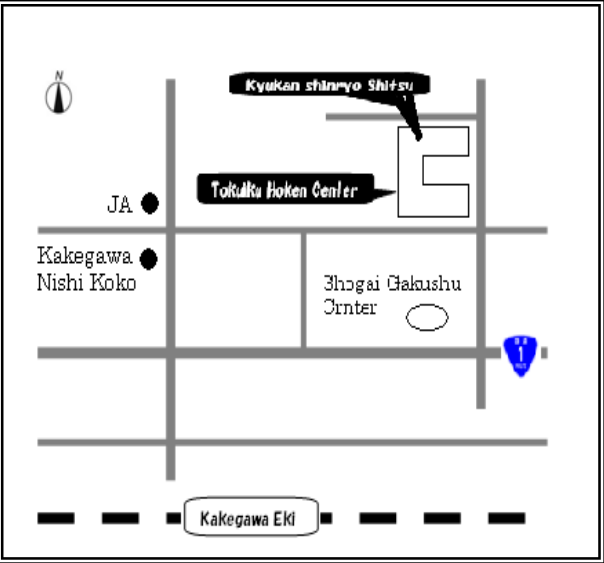 N
Kyukan shinryo Shitsu
Tokuiku Hoken Center
JA
Kakegawa
Nishi Koko
Shogai Gakushu
Center
1
Kakegawa Eki